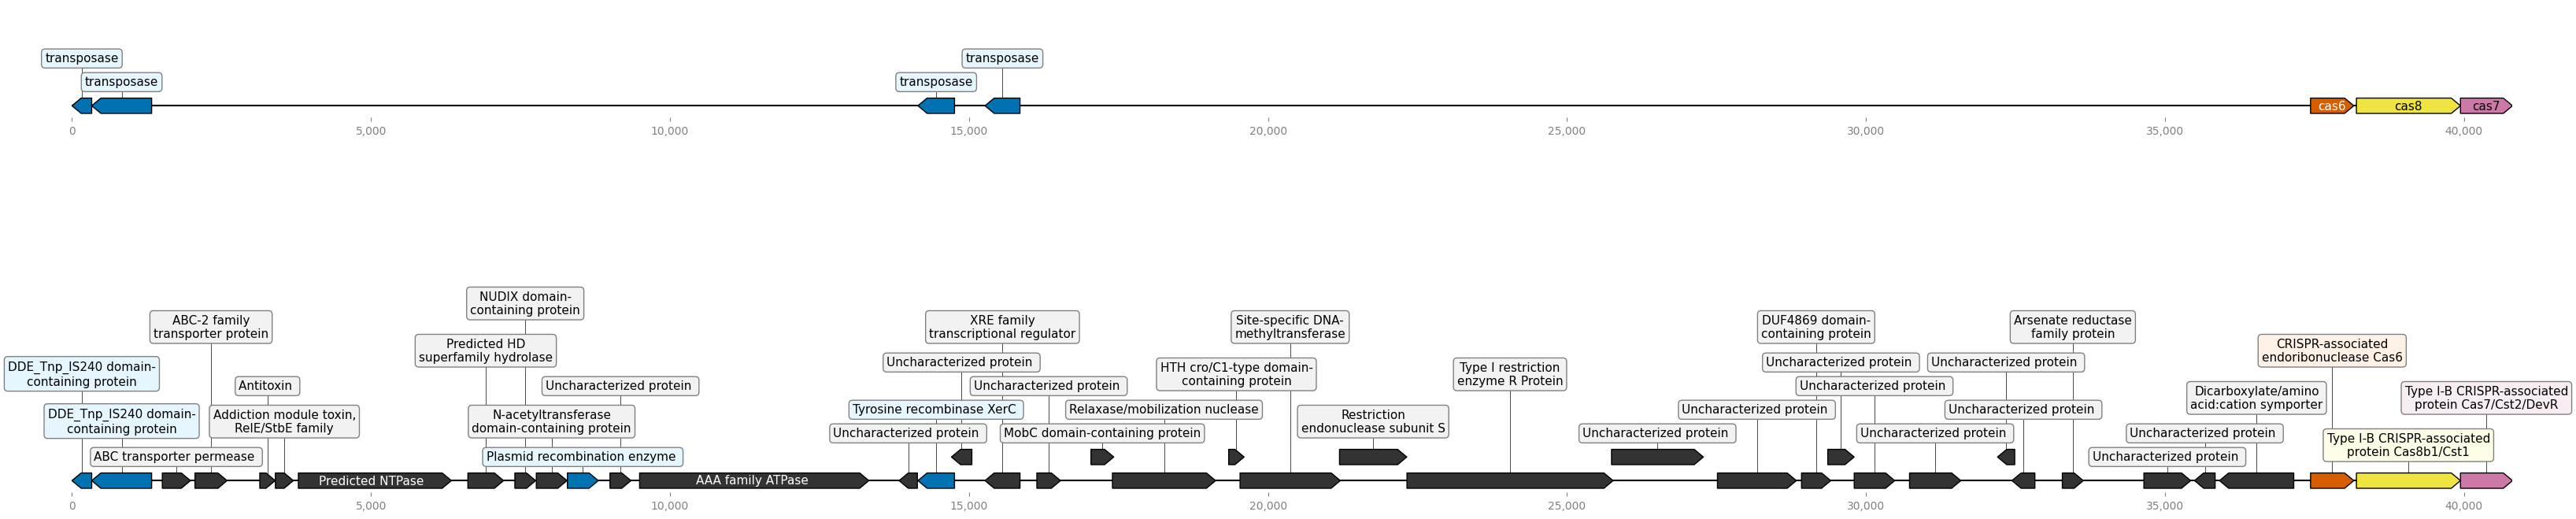 transposase
transposase
transposase
transposase
cas6
cas8
cas7
0
5,000
10,000
15,000
20,000
25,000
30,000
35,000
40,000
NUDIX domain-
containing protein
ABC-2 family
transporter protein
XRE family
transcriptional regulator
Site-specific DNA-
methyltransferase
DUF4869 domain-
containing protein
Arsenate reductase
family protein
Predicted HD
superfamily hydrolase
CRISPR-associated
endoribonuclease Cas6
Uncharacterized protein
Uncharacterized protein
Uncharacterized protein
DDE_Tnp_IS240 domain-
containing protein
HTH cro/C1-type domain-
containing protein
Type I restriction
enzyme R Protein
Antitoxin
Uncharacterized protein
Uncharacterized protein
Uncharacterized protein
Dicarboxylate/amino
acid:cation symporter
Type I-B CRISPR-associated
protein Cas7/Cst2/DevR
Tyrosine recombinase XerC
Relaxase/mobilization nuclease
Uncharacterized protein
Uncharacterized protein
DDE_Tnp_IS240 domain-
containing protein
Addiction module toxin,
RelE/StbE family
N-acetyltransferase
domain-containing protein
Restriction
endonuclease subunit S
Uncharacterized protein
MobC domain-containing protein
Uncharacterized protein
Uncharacterized protein
Uncharacterized protein
Type I-B CRISPR-associated
protein Cas8b1/Cst1
ABC transporter permease
Plasmid recombination enzyme
Uncharacterized protein
Predicted NTPase
AAA family ATPase
0
5,000
10,000
15,000
20,000
25,000
30,000
35,000
40,000